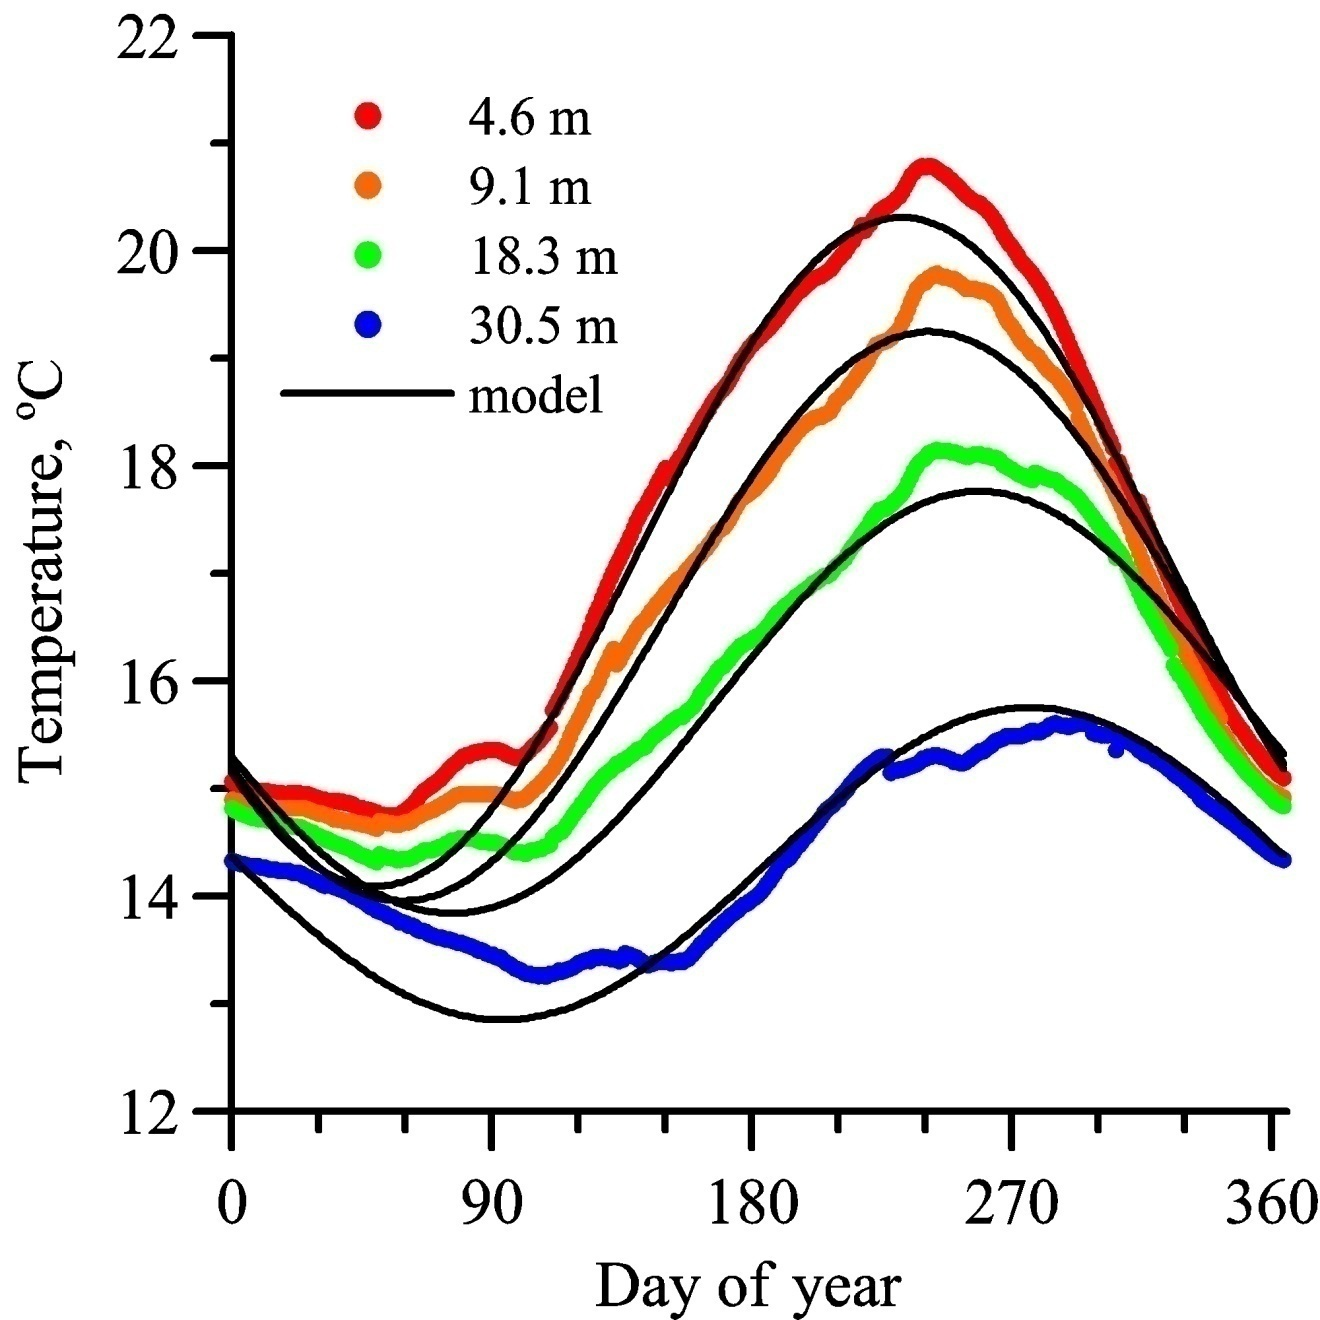 22
20
18
16
14
12
Temperature, ºC
4.6 m
9.1 m
18.3 m
30.5 m
model
0 90 180 270 360
Day of year